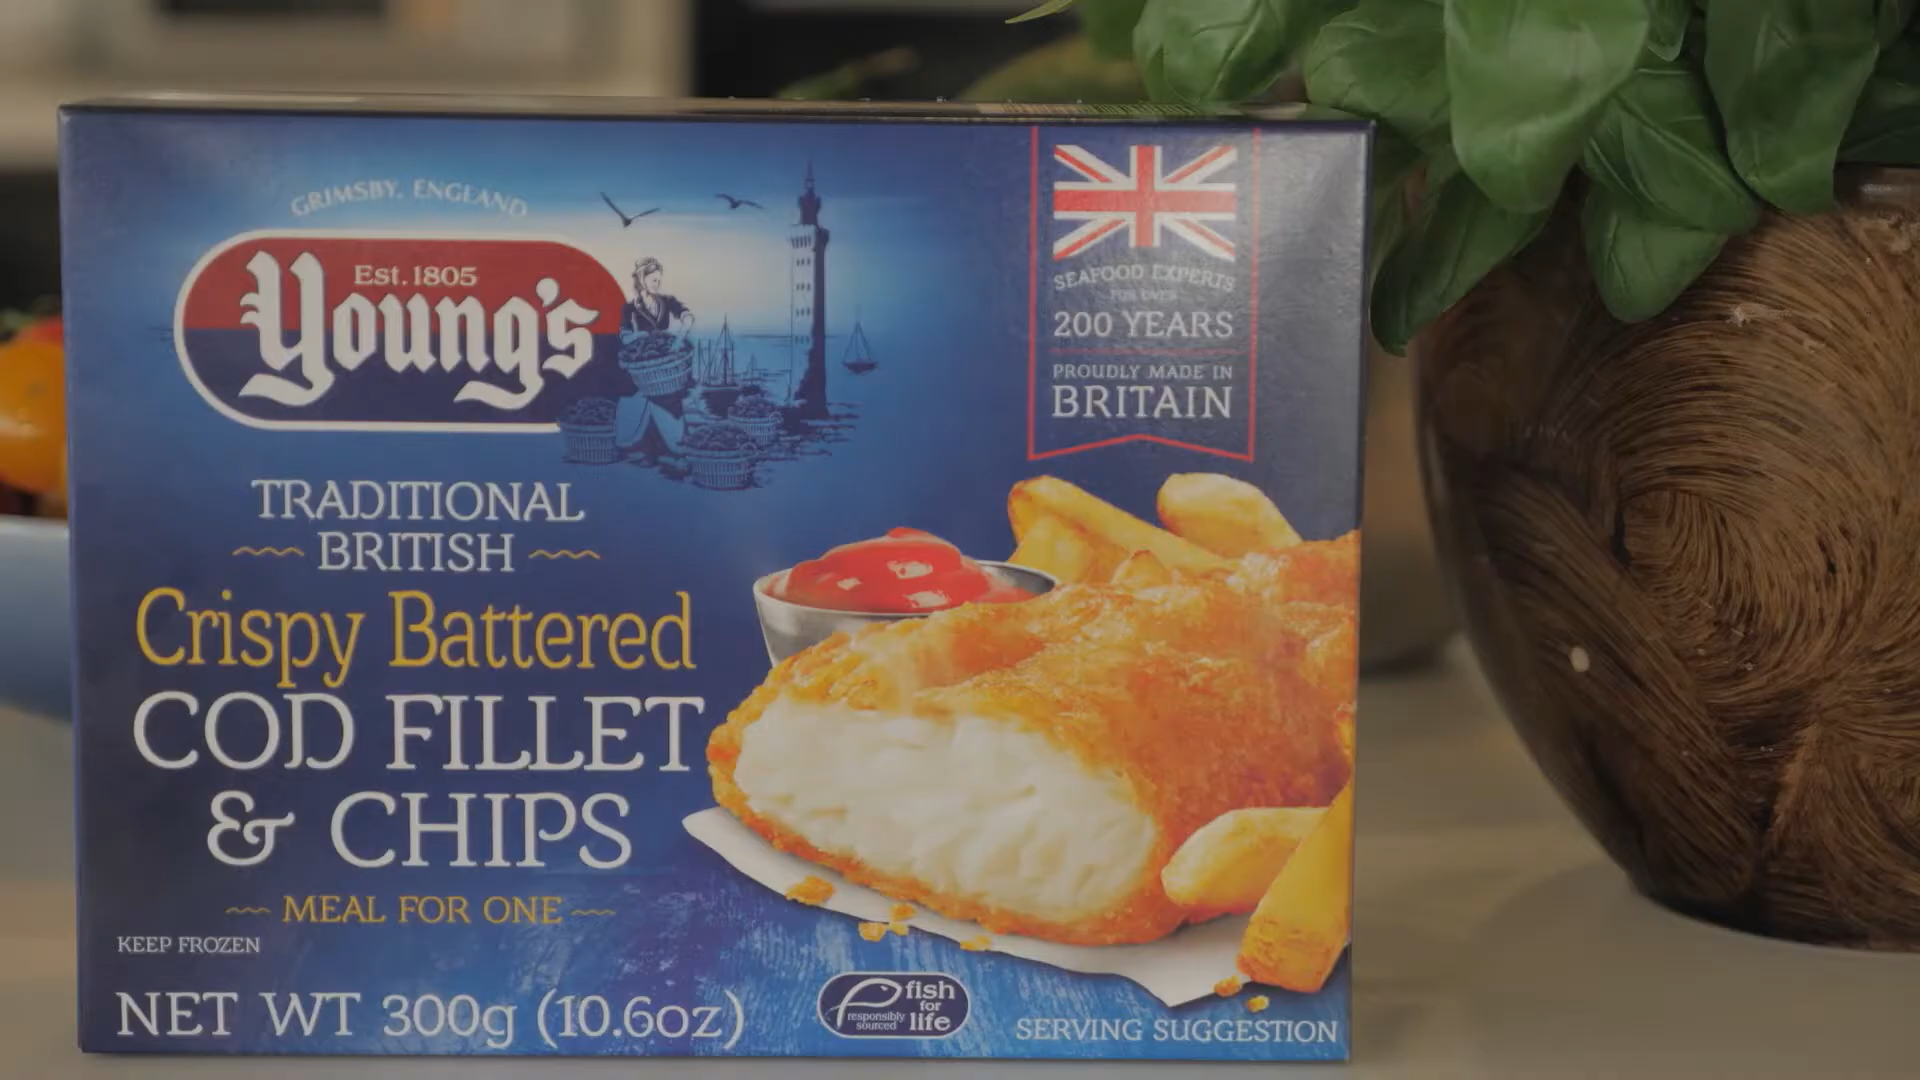 GRIMSBY, ENGLAND
Est. 1805
Young's
SEAFOOD EXPERTS
FOR OVER
200 YEARS
PROUDLY MADE IN
BRITAIN
TRADITIONAL
BRITISH
Crispy Battered
COD FILLET
& CHIPS
MEAL FOR ONE
KEEP FROZEN
NET WT 300g (10.6oz)
fish
for
life
responsibly
sourced
SERVING SUGGESTION